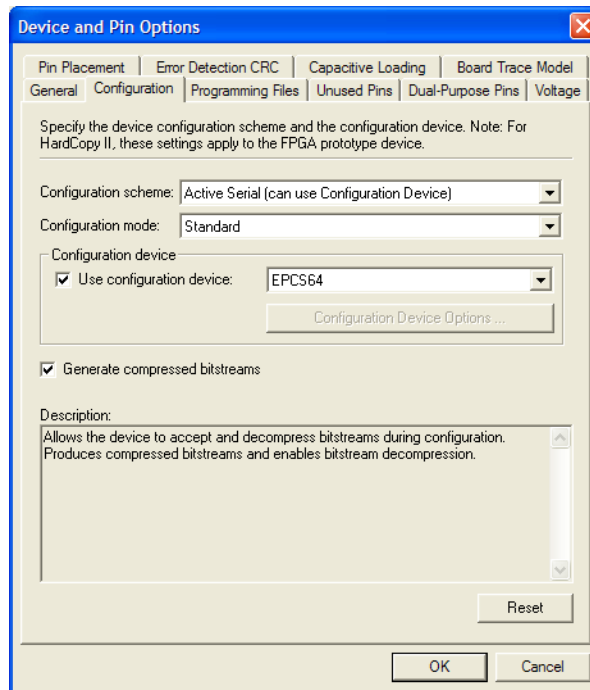 Device and Pin Options
Pin Placement Error Detection CRC Capacitive Loading Board Trace Model
General Configuration Programming Files Unused Pins Dual-Purpose Pins Voltage
Specify the device configuration scheme and the configuration device. Note: For
HardCopy II, these settings apply to the FPGA prototype device.
Configuration scheme: Active Serial (can use Configuration Device)
Configuration mode: Standard
Configuration device
Use configuration device: EPCS64
Configuration Device Options ...
Generate compressed bitstreams
Description:
Allows the device to accept and decompress bitstreams during configuration.
Produces compressed bitstreams and enables bitstream decompression.
Reset
OK Cancel